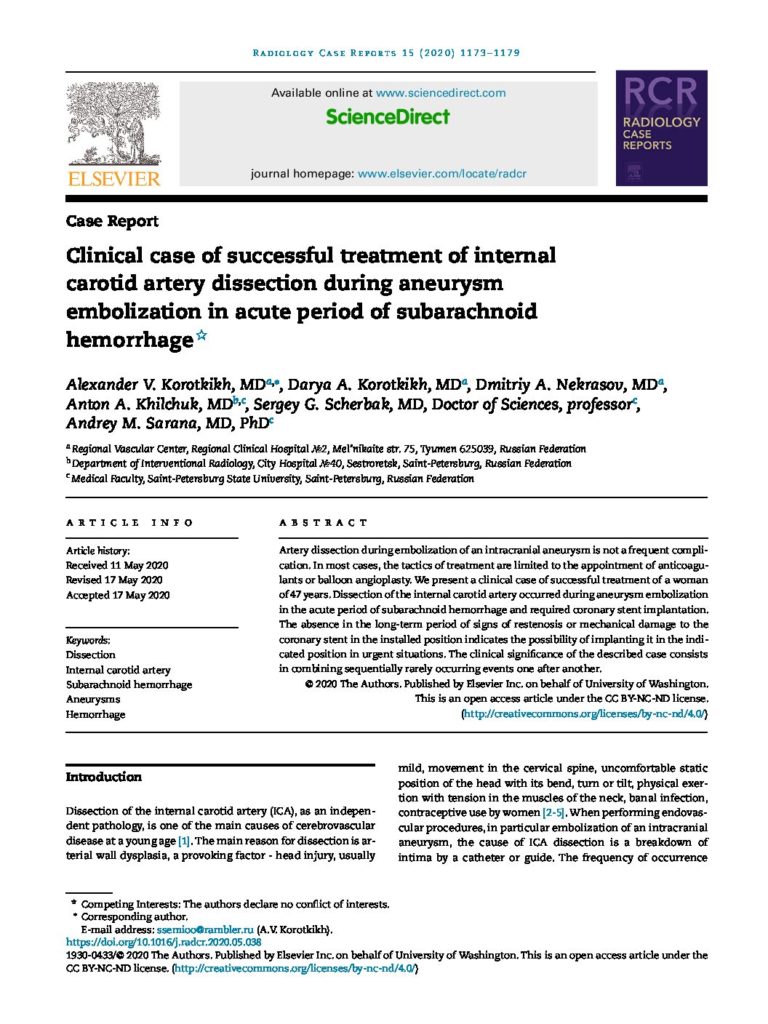 Radiology Case Reports 15 (2020) 1173–1179
Available online at www.sciencedirect.com
ScienceDirect
journal homepage: www.elsevier.com/locate/radcr
ELSEVIER
RCR
RADIOLOGY
CASE
REPORTS
Case Report
Clinical case of successful treatment of internal
carotid artery dissection during aneurysm
embolization in acute period of subarachnoid
hemorrhage☆
Alexander V. Korotkikh, MDa,*, Darya A. Korotkikh, MDa, Dmitriy A. Nekrasov, MDa,
Anton A. Khilchuk, MDb,c, Sergey G. Scherbak, MD, Doctor of Sciences, professorc,
Andrey M. Sarana, MD, PhDc
a Regional Vascular Center, Regional Clinical Hospital №2, Mel'nikaite str. 75, Tyumen 625039, Russian Federation
b Department of Interventional Radiology, City Hospital №40, Sestroretsk, Saint-Petersburg, Russian Federation
c Medical Faculty, Saint-Petersburg State University, Saint-Petersburg, Russian Federation
ARTICLE INFO
Article history:
Received 11 May 2020
Revised 17 May 2020
Accepted 17 May 2020
Keywords:
Dissection
Internal carotid artery
Subarachnoid hemorrhage
Aneurysms
Hemorrhage
ABSTRACT
Artery dissection during embolization of an intracranial aneurysm is not a frequent compli-
cation. In most cases, the tactics of treatment are limited to the appointment of anticoagu-
lants or balloon angioplasty. We present a clinical case of successful treatment of a woman
of 47 years. Dissection of the internal carotid artery occurred during aneurysm embolization
in the acute period of subarachnoid hemorrhage and required coronary stent implantation.
The absence in the long-term period of signs of restenosis or mechanical damage to the
coronary stent in the installed position indicates the possibility of implanting it in the indi-
cated position in urgent situations. The clinical significance of the described case consists
in combining sequentially rarely occurring events one after another.
© 2020 The Authors. Published by Elsevier Inc. on behalf of University of Washington.
This is an open access article under the CC BY-NC-ND license.
(http://creativecommons.org/licenses/by-nc-nd/4.0/)
Introduction
Dissection of the internal carotid artery (ICA), as an indepen-
dent pathology, is one of the main causes of cerebrovascular
disease at a young age [1]. The main reason for dissection is ar-
terial wall dysplasia, a provoking factor - head injury, usually
mild, movement in the cervical spine, uncomfortable static
position of the head with its bend, turn or tilt, physical exer-
tion with tension in the muscles of the neck, banal infection,
contraceptive use by women [2-5]. When performing endovas-
cular procedures, in particular embolization of an intracranial
aneurysm, the cause of ICA dissection is a breakdown of
intima by a catheter or guide. The frequency of occurrence
☆ Competing Interests: The authors declare no conflict of interests.
* Corresponding author.
E-mail address: ssemioo@rambler.ru (A.V. Korotkikh).
https://doi.org/10.1016/j.radcr.2020.05.038
1930-0433/© 2020 The Authors. Published by Elsevier Inc. on behalf of University of Washington. This is an open access article under the
CC BY-NC-ND license. (http://creativecommons.org/licenses/by-nc-nd/4.0/)